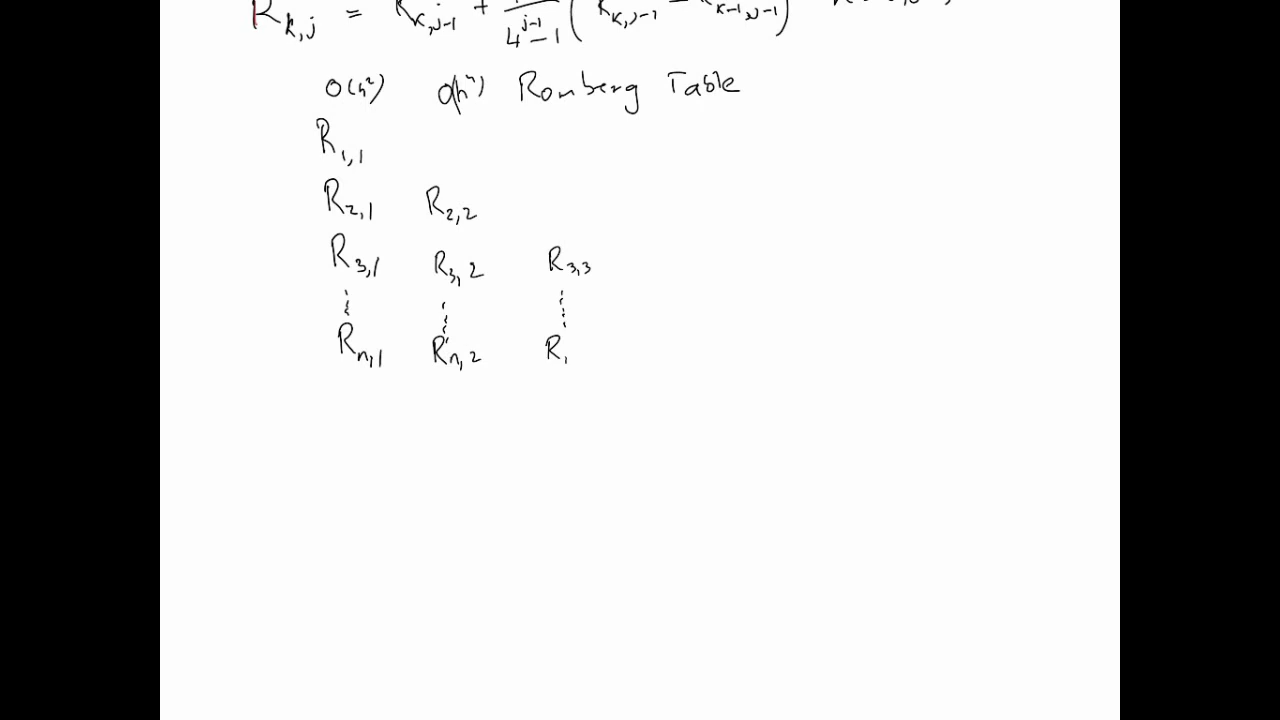 R_{k,j} = R_{k,j-1} + 1/(4^{j-1} - 1) (R_{k,j-1} - R_{k-1,j-1})
O(h²) O(h⁴) Romberg Table
R_{1,1}
R_{2,1} R_{2,2}
R_{3,1} R_{3,2} R_{3,3}
⋮ ⋮ ⋮
R_{n,1} R_{n,2} R,